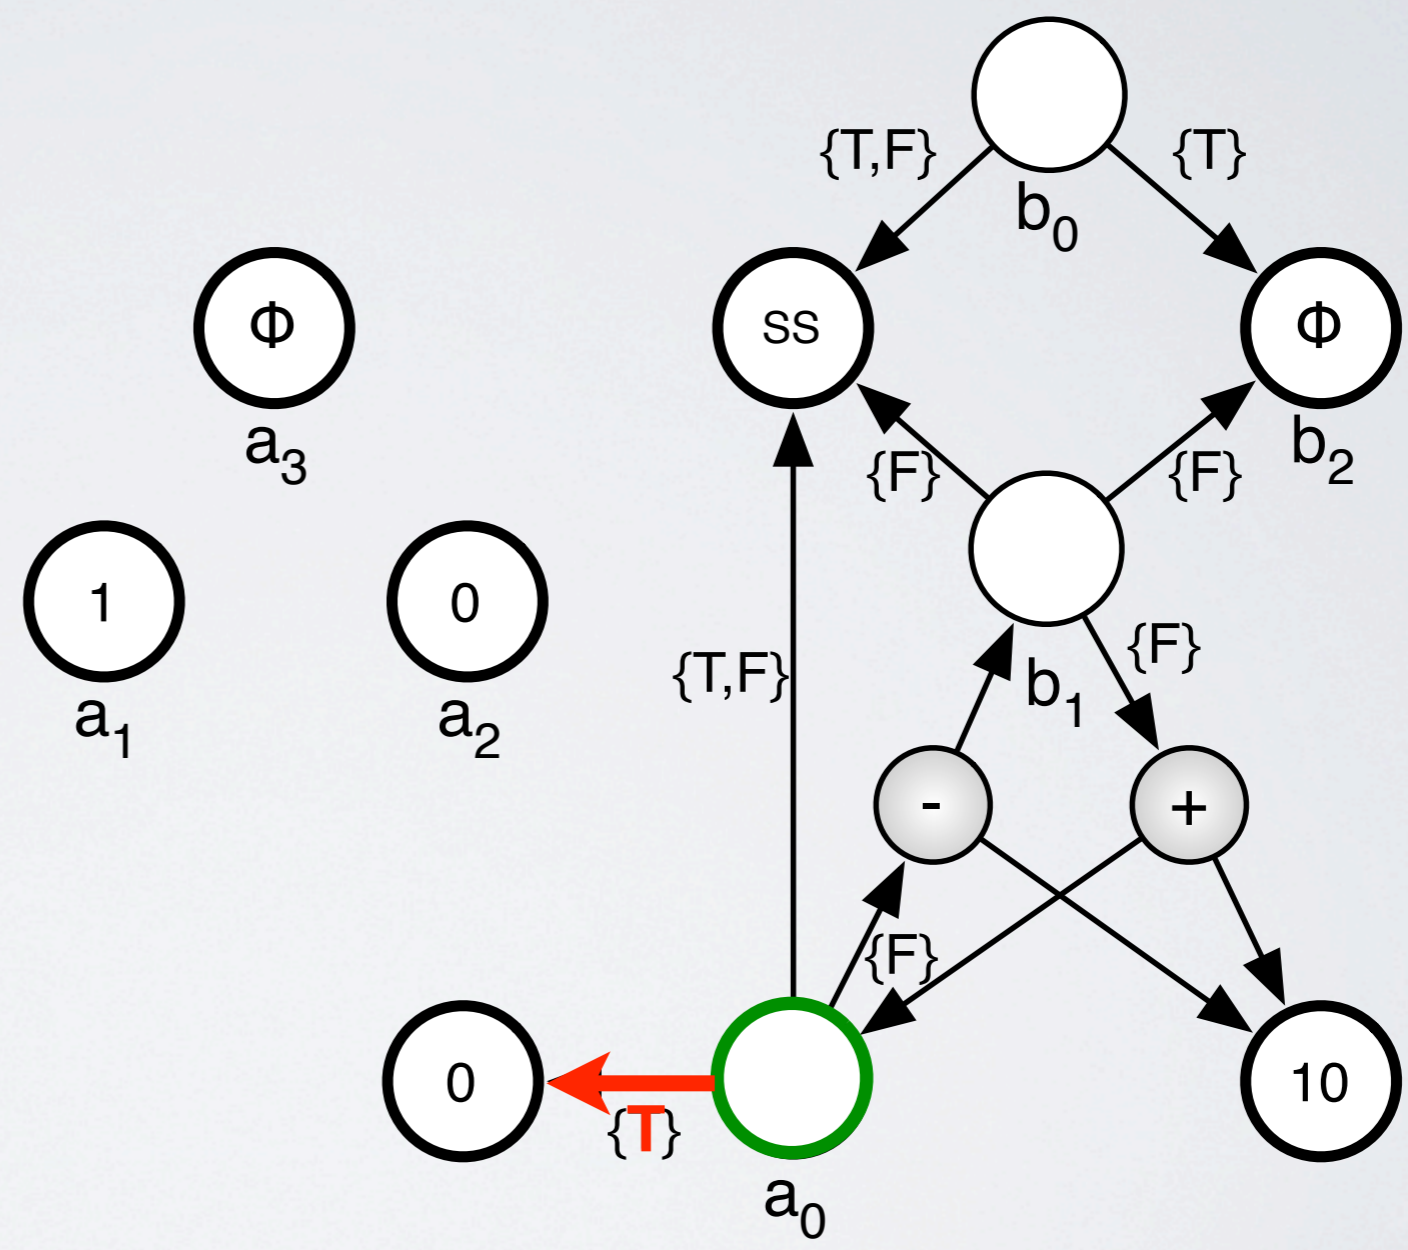 {T,F}
{T}
b0
Φ
SS
Φ
a3
{F}
{F}
b2
1
0
{T,F}
{F}
a1
a2
b1
-
+
{F}
0
10
{T}
a0